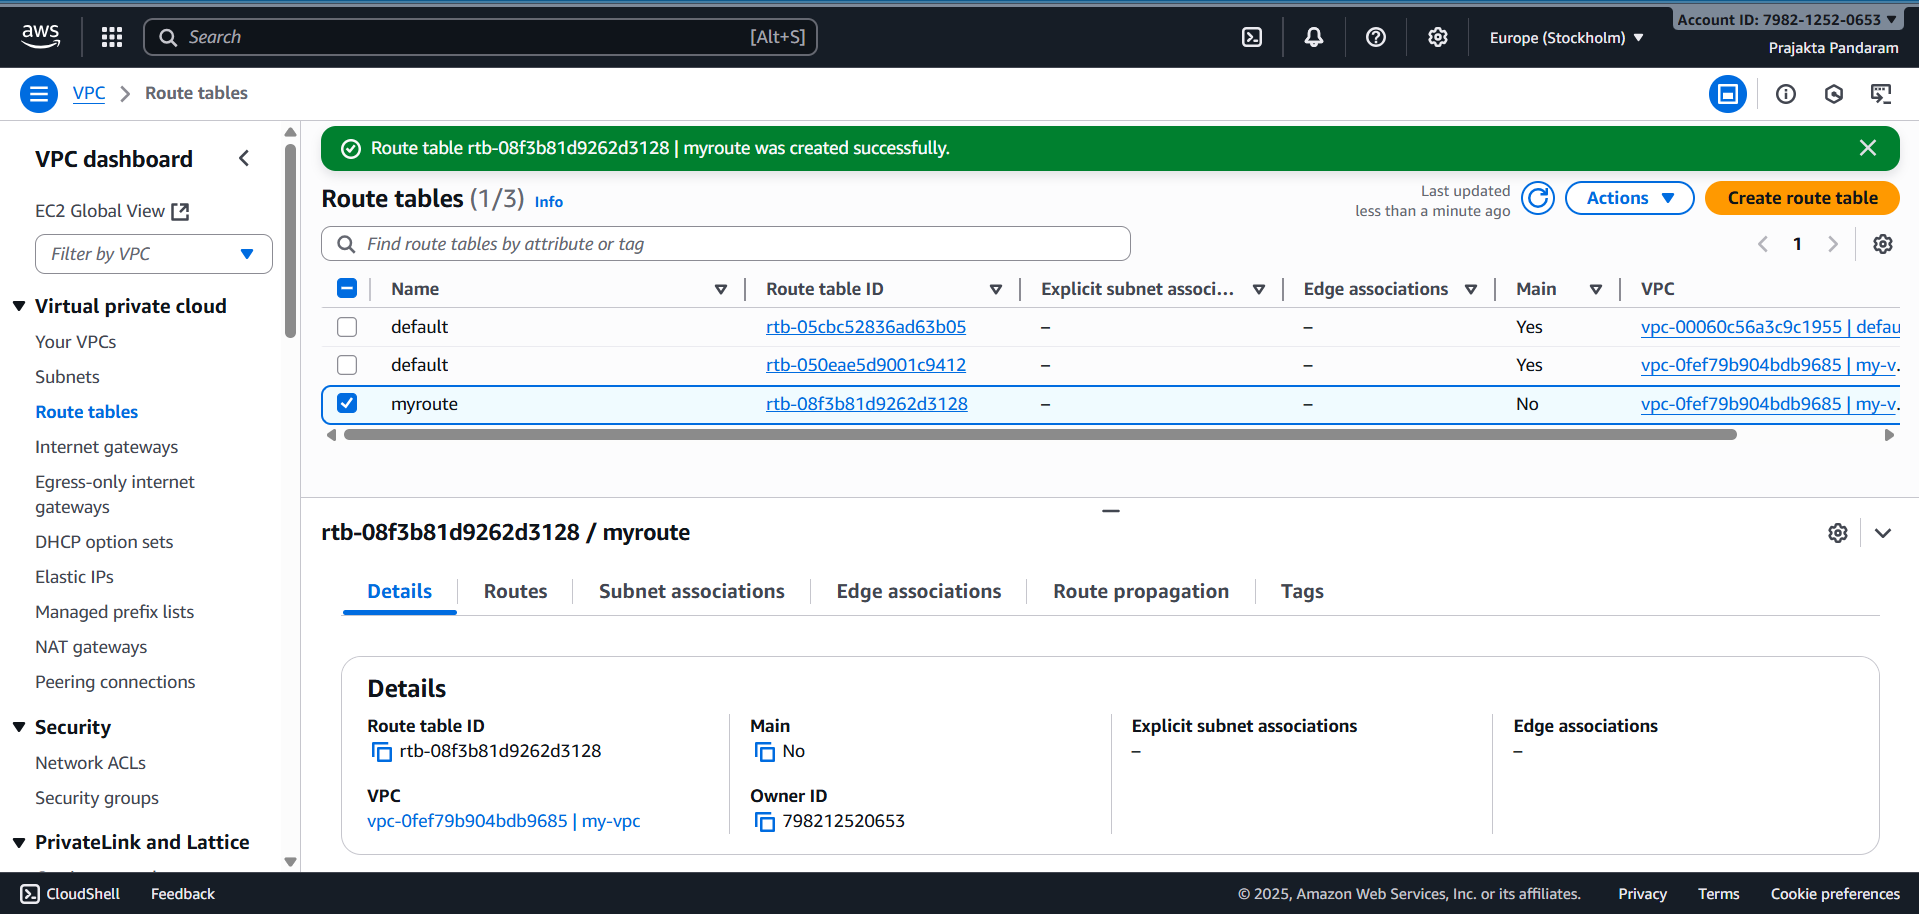 aws
Search
[Alt+S]
Europe (Stockholm)
Account ID: 7982-1252-0653
Prajakta Pandaram
VPC
Route tables
VPC dashboard
EC2 Global View
Filter by VPC
Virtual private cloud
Your VPCs
Subnets
Route tables
Internet gateways
Egress-only internet
gateways
DHCP option sets
Elastic IPs
Managed prefix lists
NAT gateways
Peering connections
Security
Network ACLs
Security groups
PrivateLink and Lattice
Route table rtb-08f3b81d9262d3128 | myroute was created successfully.
Route tables (1/3) Info
Last updated
less than a minute ago
Actions
Create route table
Find route tables by attribute or tag
1
Name Route table ID Explicit subnet associ... Edge associations Main VPC
default rtb-05cbc52836ad63b05 – – Yes vpc-00060c56a3c9c1955 | defau
default rtb-050eae5d9001c9412 – – Yes vpc-0fef79b904bdb9685 | my-v.
myroute rtb-08f3b81d9262d3128 – – No vpc-0fef79b904bdb9685 | my-v.
rtb-08f3b81d9262d3128 / myroute
Details Routes Subnet associations Edge associations Route propagation Tags
Details
Route table ID
rtb-08f3b81d9262d3128
Main
No
Explicit subnet associations
–
Edge associations
–
VPC
vpc-0fef79b904bdb9685 | my-vpc
Owner ID
798212520653
CloudShell
Feedback
© 2025, Amazon Web Services, Inc. or its affiliates.
Privacy
Terms
Cookie preferences